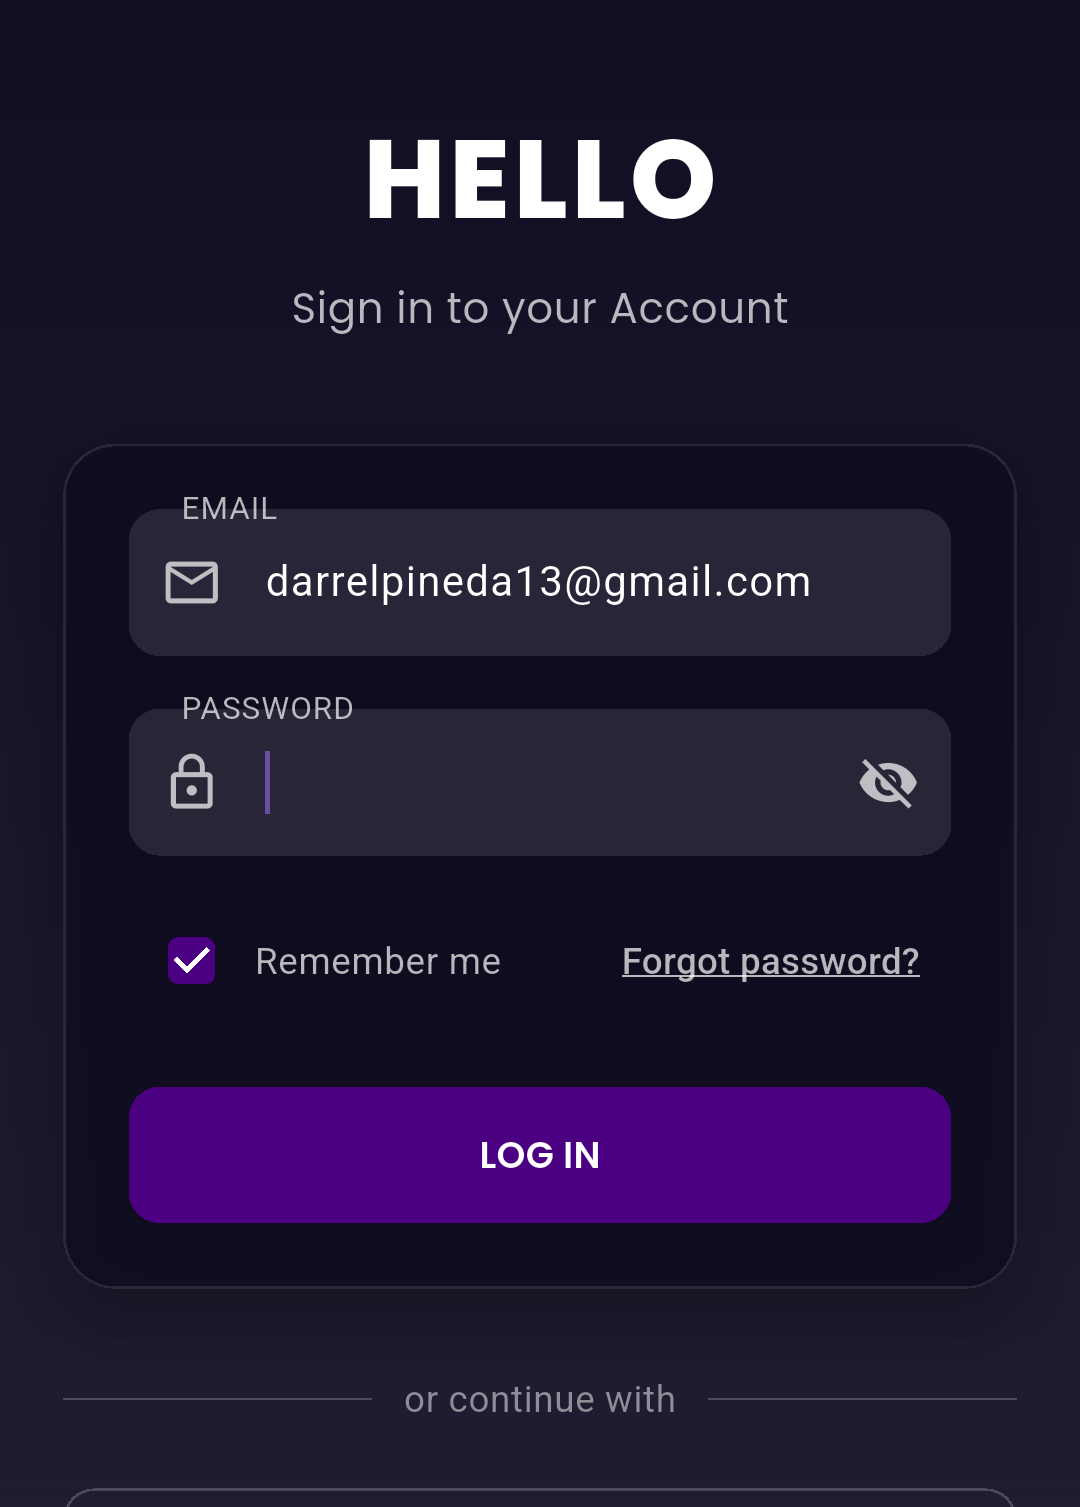 HELLO
Sign in to your Account
EMAIL
darrelpineda13@gmail.com
PASSWORD
Remember me
Forgot password?
LOG IN
or continue with